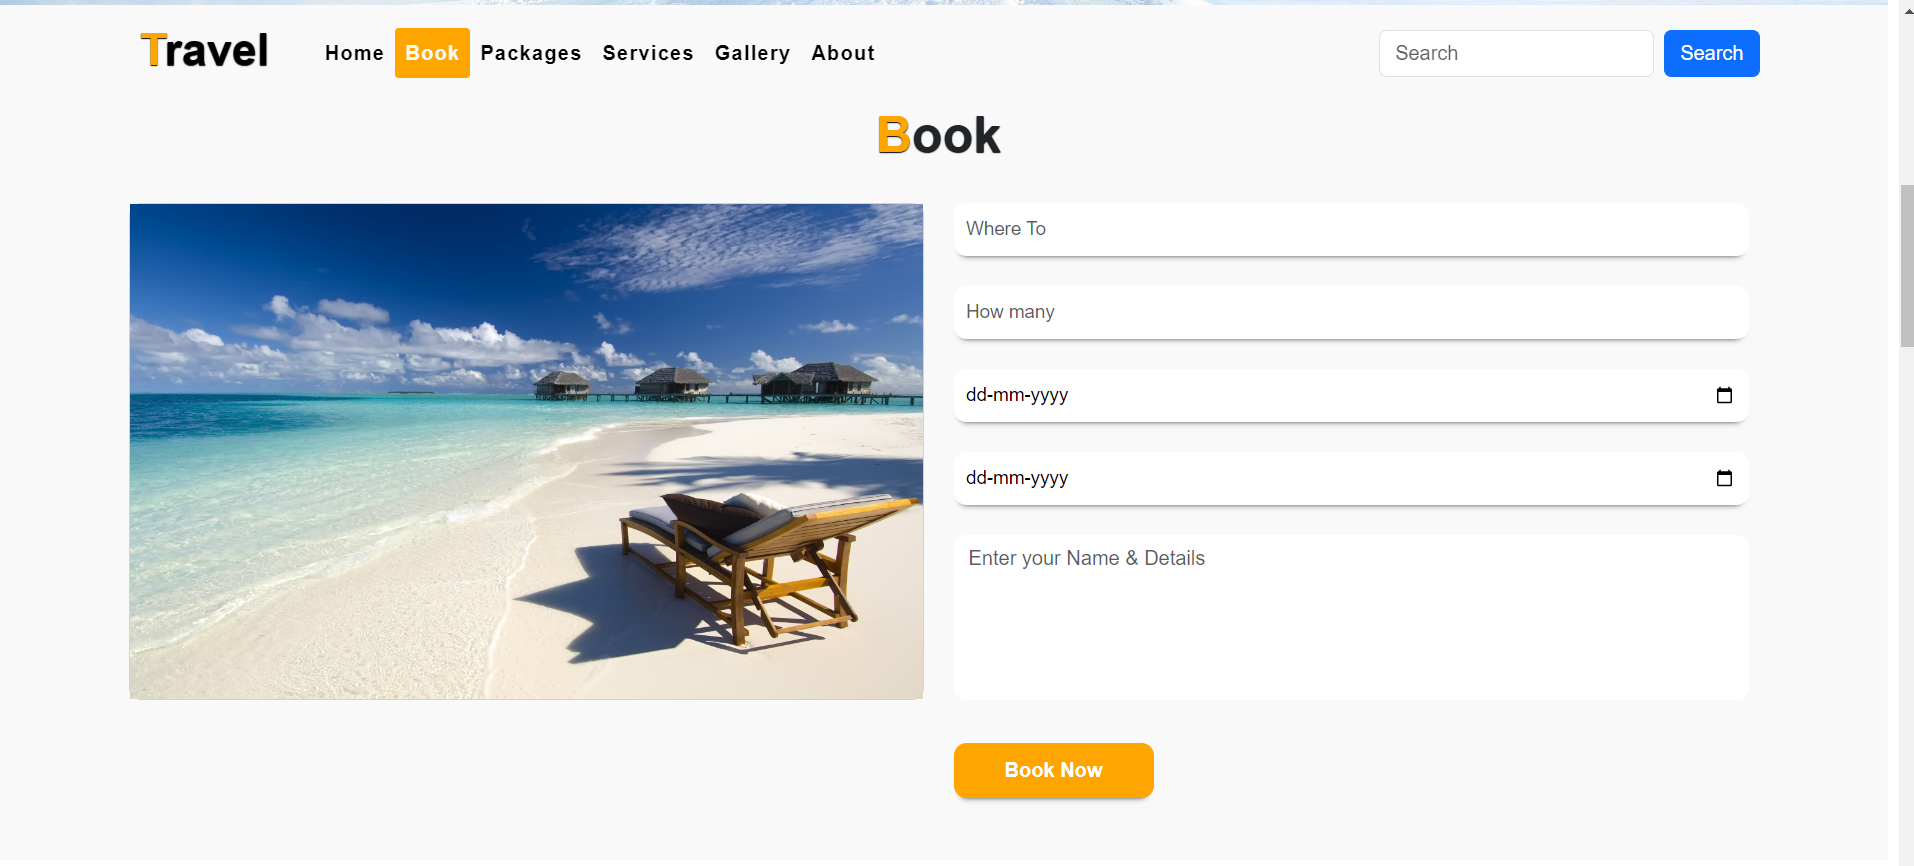 Travel Home Book Packages Services Gallery About Search Search
Book
Where To
How many
dd-mm-yyyy
dd-mm-yyyy
Enter your Name & Details
Book Now